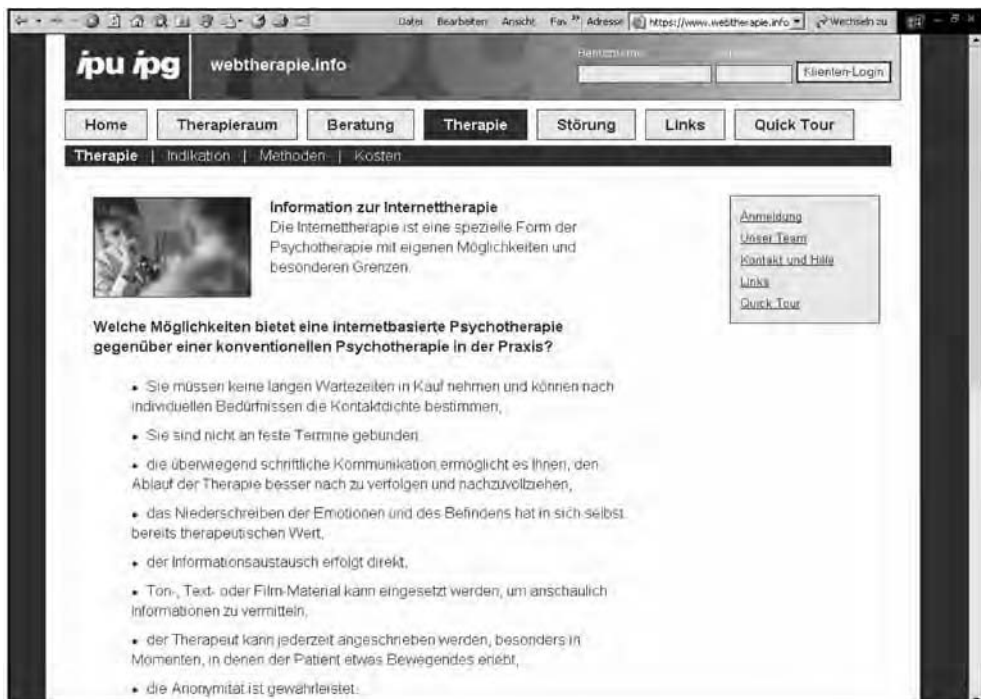 Datei Bearbeiten Ansicht Fav » Adresse https://www.webtherapie.info Wechseln zu
ipu ipg webtherapie.info
Klienten-Login
Home Therapieraum Beratung Therapie Störung Links Quick Tour
Therapie | Indikation | Methoden | Kosten
Information zur Internettherapie
Die Internettherapie ist eine spezielle Form der
Psychotherapie mit eigenen Möglichkeiten und
besonderen Grenzen.
Anmeldung
Unser Team
Kontakt und Hilfe
Links
Quick Tour
Welche Möglichkeiten bietet eine internetbasierte Psychotherapie
gegenüber einer konventionellen Psychotherapie in der Praxis?
• Sie müssen keine langen Wartezeiten in Kauf nehmen und können nach
individuellen Bedürfnissen die Kontaktdichte bestimmen,
• Sie sind nicht an feste Termine gebunden.
• die überwiegend schriftliche Kommunikation ermöglicht es Ihnen, den
Ablauf der Therapie besser nach zu verfolgen und nachzuvollziehen,
• das Niederschreiben der Emotionen und des Befindens hat in sich selbst
bereits therapeutischen Wert,
• der Informationsaustausch erfolgt direkt,
• Ton-, Text- oder Film-Material kann eingesetzt werden, um anschaulich
Informationen zu vermitteln,
• der Therapeut kann jederzeit angeschrieben werden, besonders in
Momenten, in denen der Patient etwas Bewegendes erlebt,
• die Anonymität ist gewährleistet.